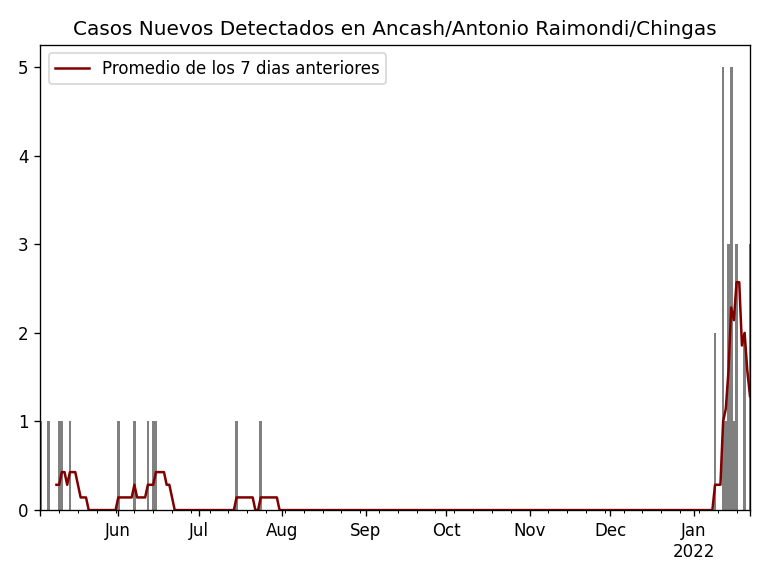 Casos Nuevos Detectados en Ancash/Antonio Raimondi/Chingas
Promedio de los 7 dias anteriores
5
4
3
2
1
0
Jun Jul Aug Sep Oct Nov Dec Jan
2022